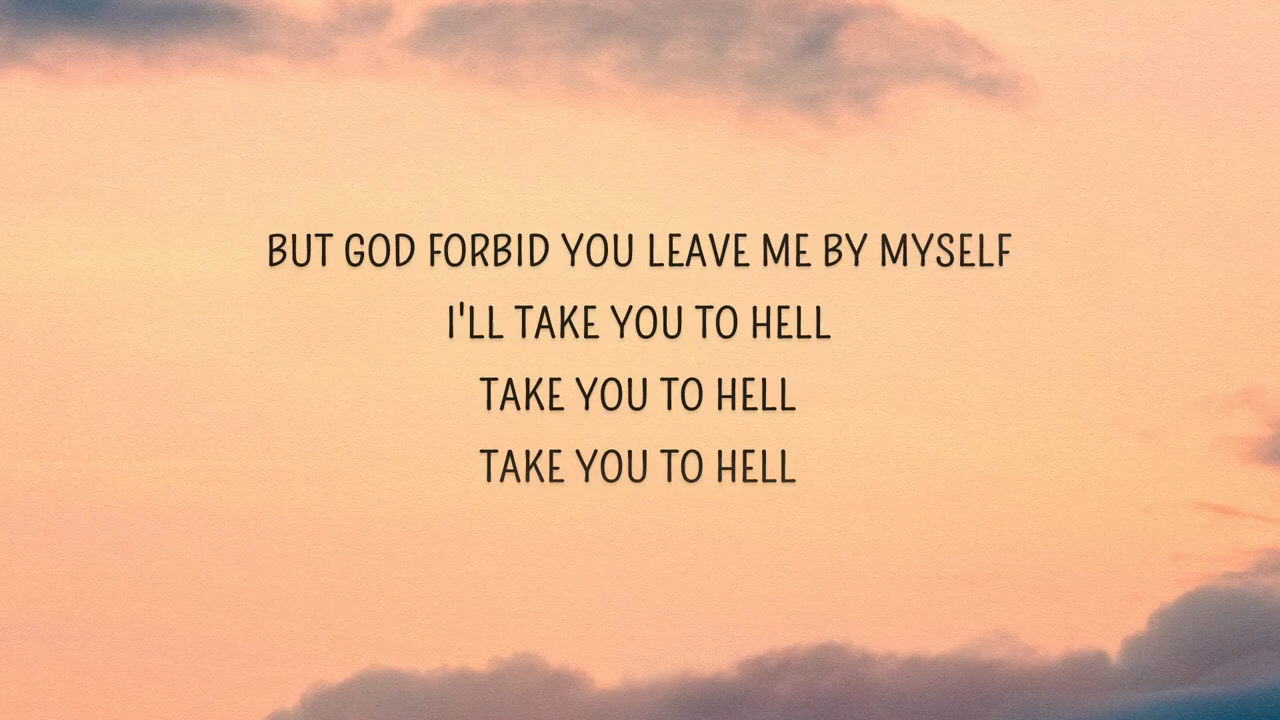 BUT GOD FORBID YOU LEAVE ME BY MYSELF
I'LL TAKE YOU TO HELL
TAKE YOU TO HELL
TAKE YOU TO HELL